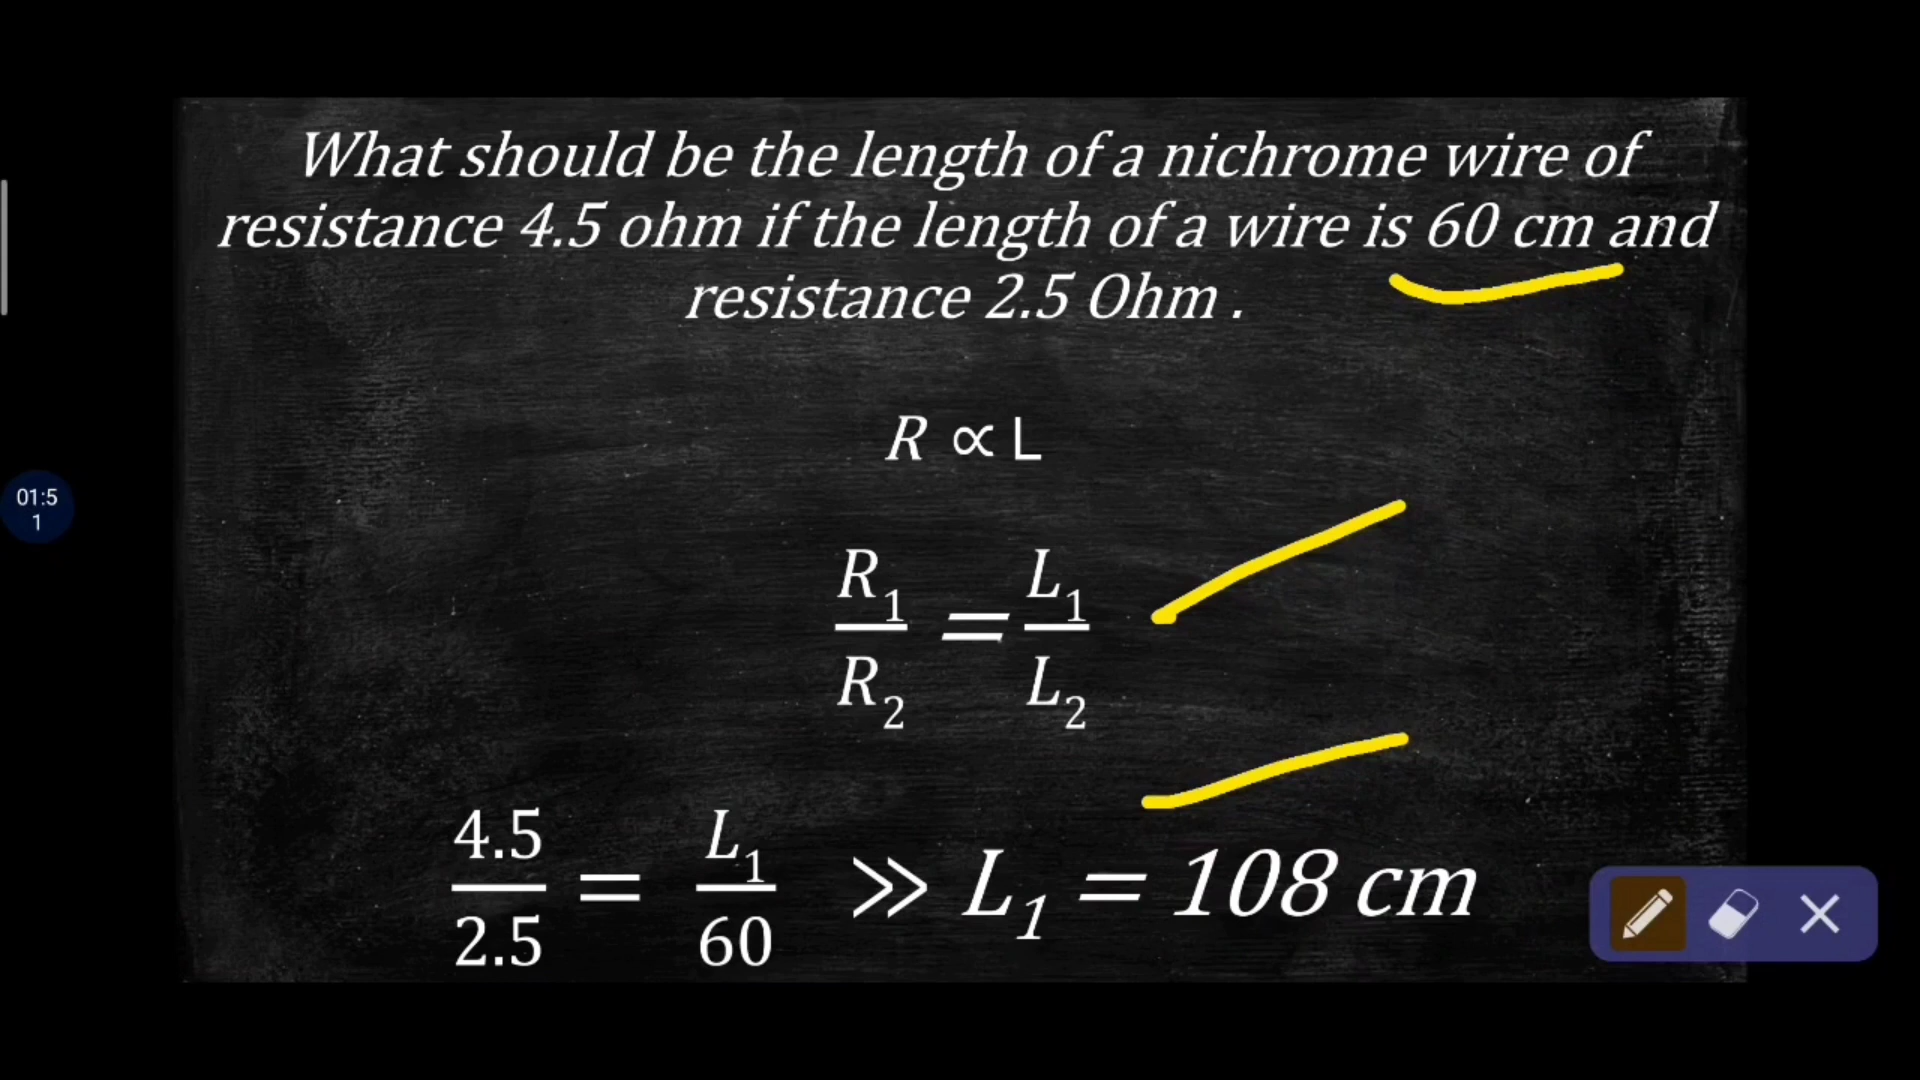 What should be the length of a nichrome wire of
resistance 4.5 ohm if the length of a wire is 60 cm and
resistance 2.5 Ohm .
R ∝ L
R₁/R₂ = L₁/L₂
4.5/2.5 = L₁/60 ≫ L₁ = 108 cm
01:5
1